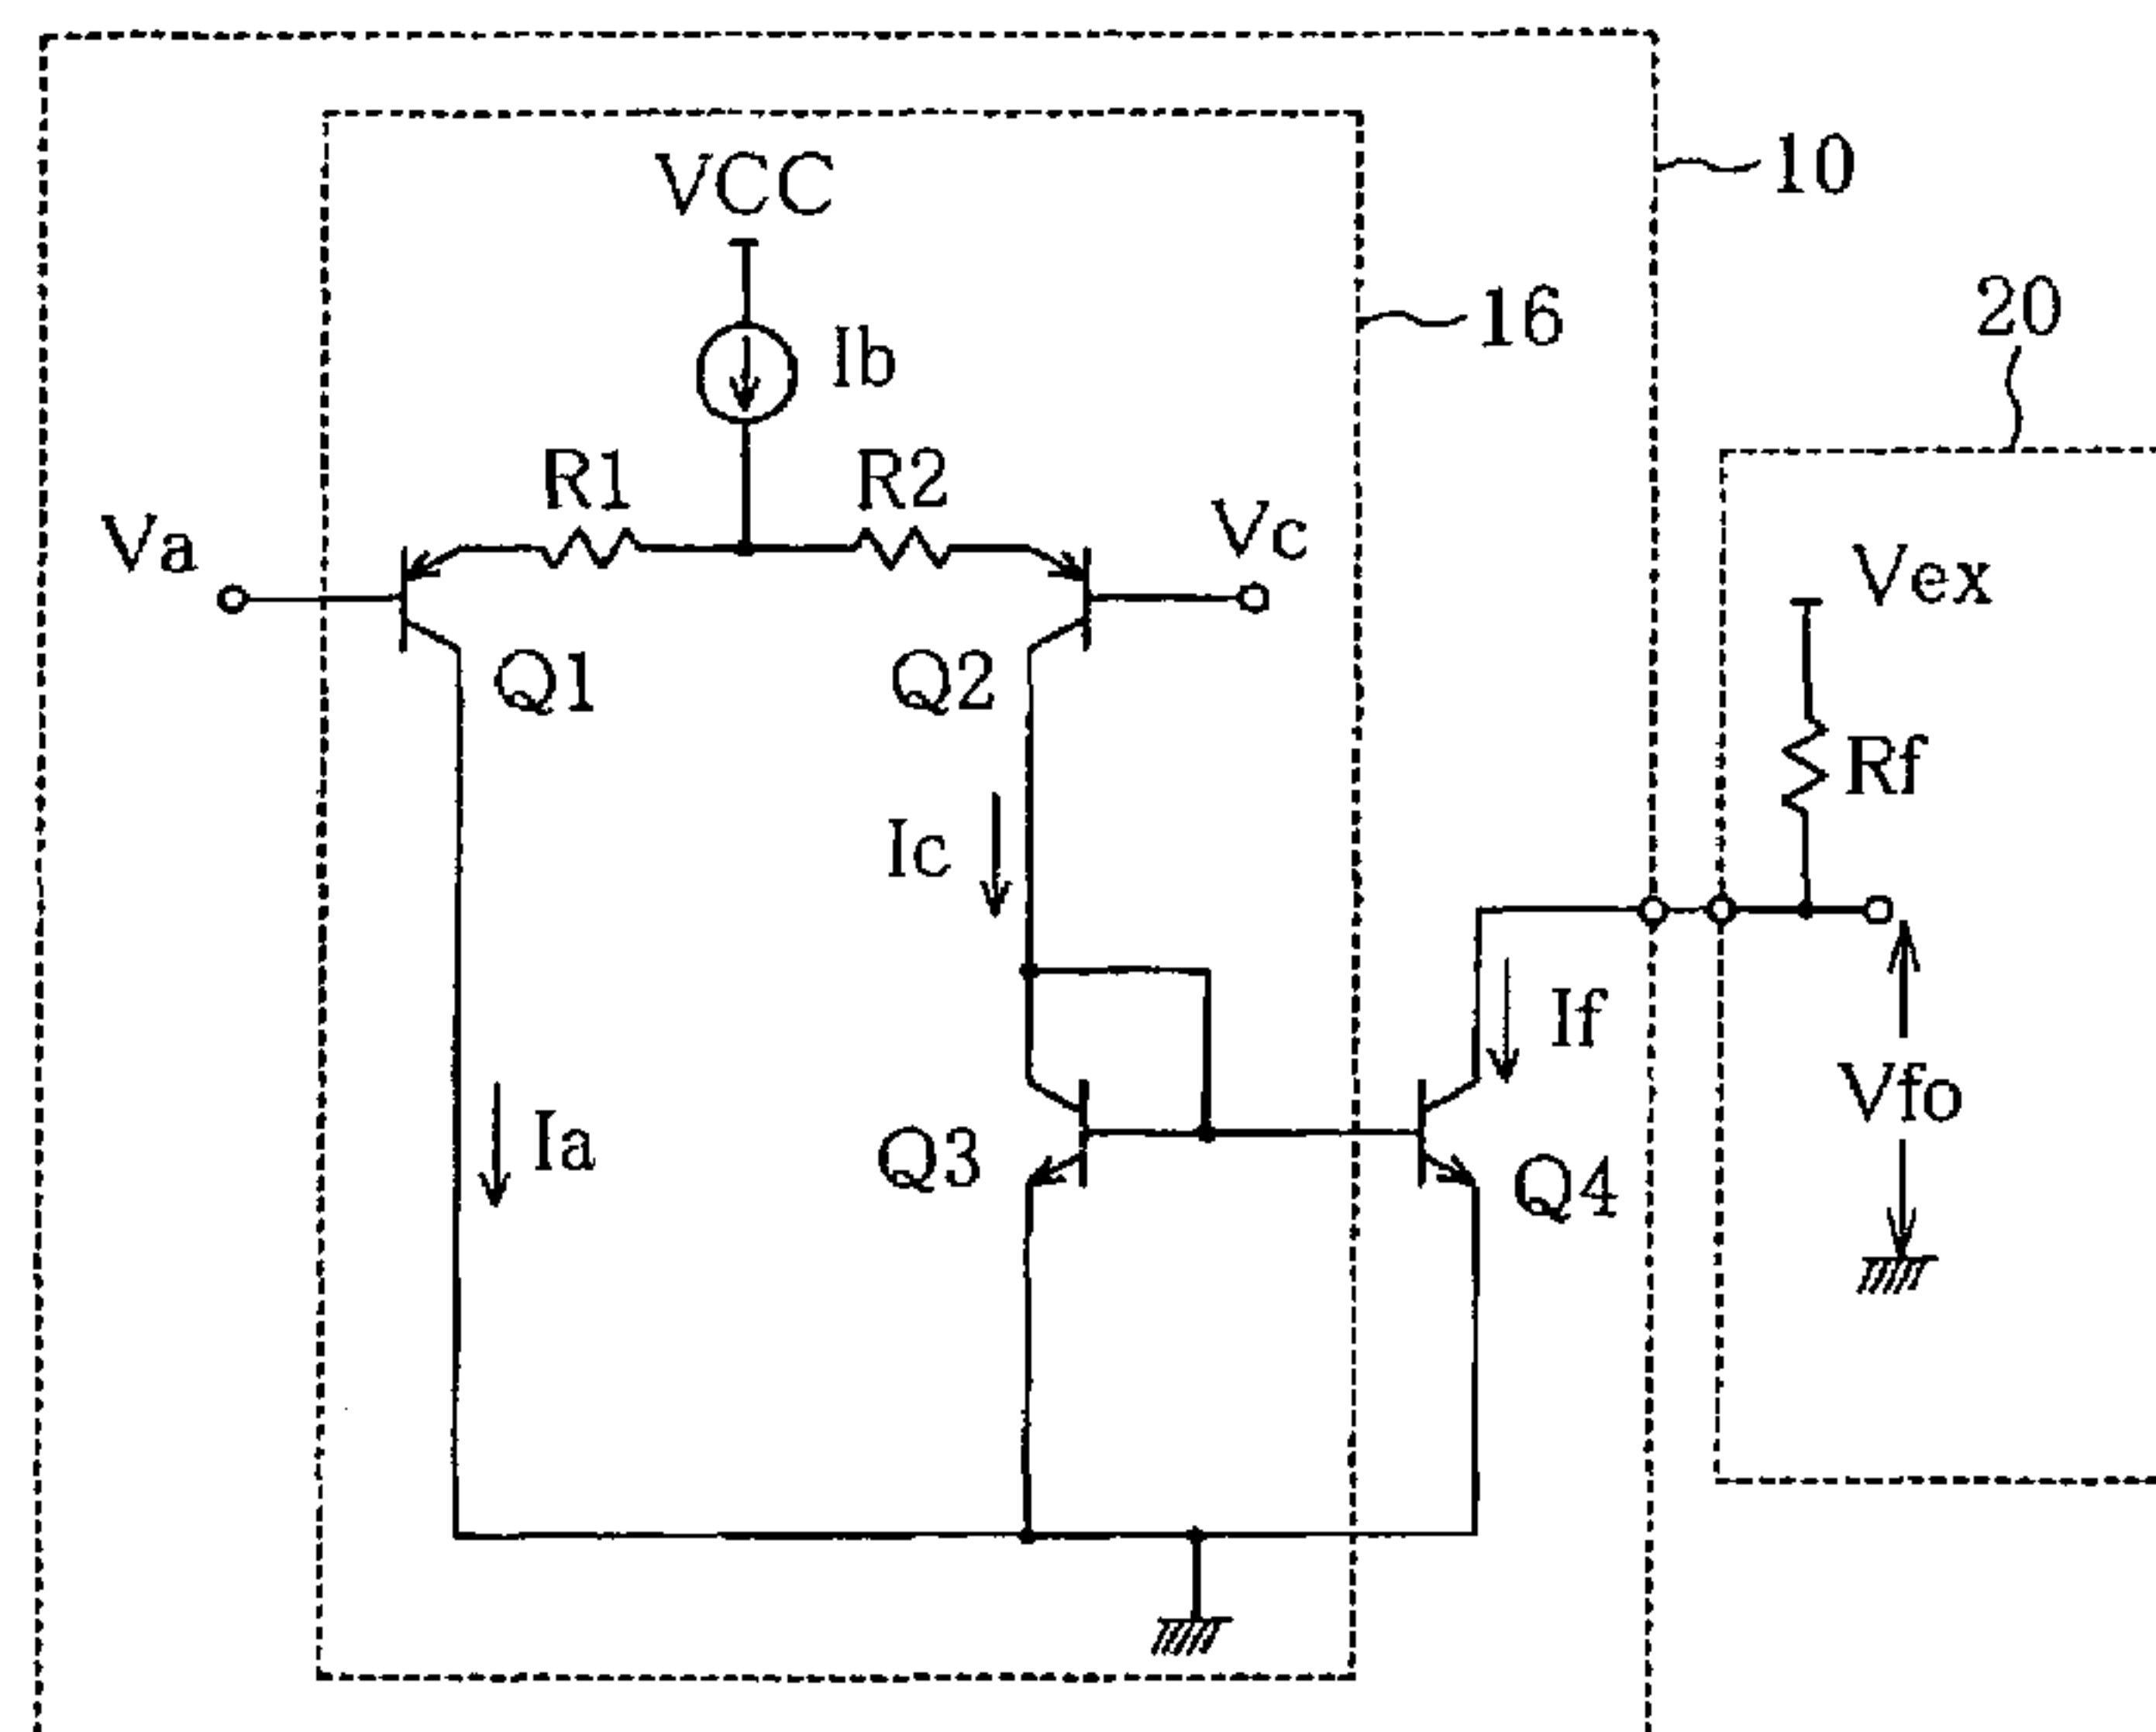 10
VCC
16
20
Ib
R1
R2
Va
Vc
Vex
Q1
Q2
Rf
Ic
If
Ia
Q3
Vfo
Q4